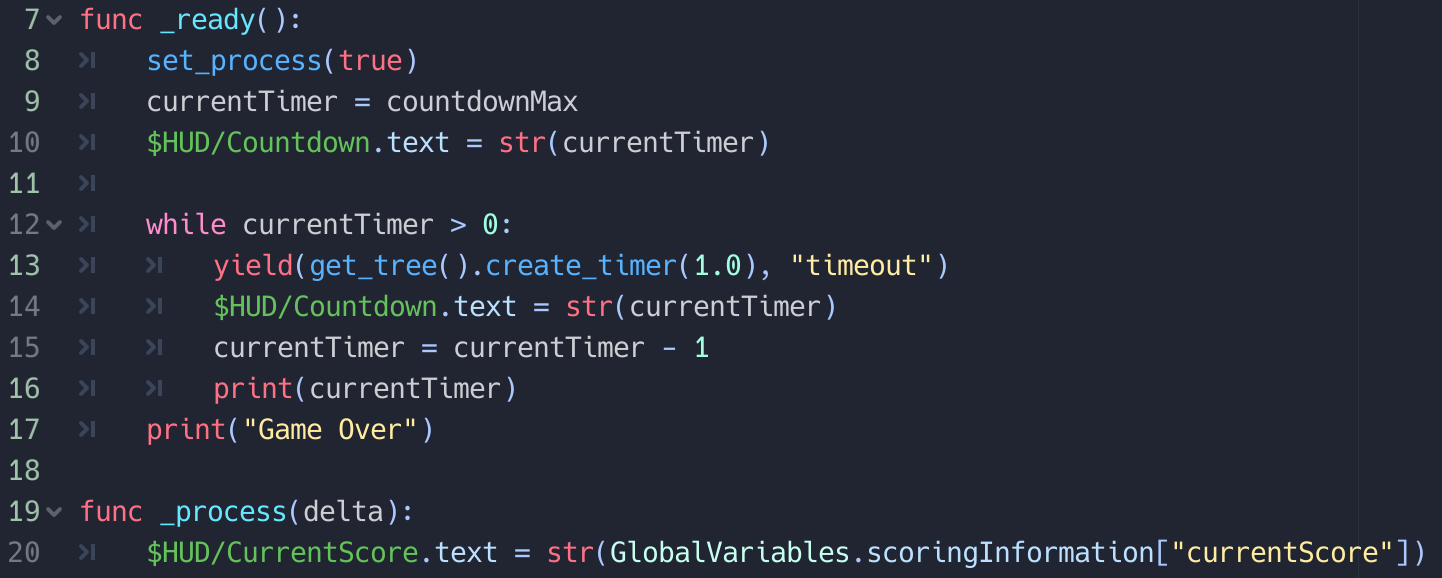 7 func _ready():
8 set_process(true)
9 currentTimer = countdownMax
10 $HUD/Countdown.text = str(currentTimer)
11
12 while currentTimer > 0:
13 yield(get_tree().create_timer(1.0), "timeout")
14 $HUD/Countdown.text = str(currentTimer)
15 currentTimer = currentTimer - 1
16 print(currentTimer)
17 print("Game Over")
18
19 func _process(delta):
20 $HUD/CurrentScore.text = str(GlobalVariables.scoringInformation["currentScore"])